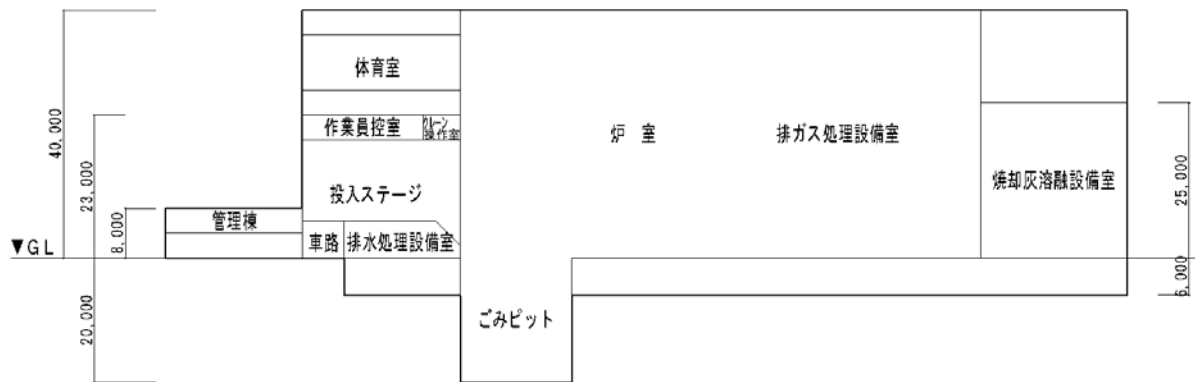 体育室
作業員控室
クレーン
操作室
炉 室
排ガス処理設備室
投入ステージ
焼却灰溶融設備室
管理棟
車路
排水処理設備室
ごみピット
▼GL
40,000
23,000
8,000
20,000
25,000
6,000